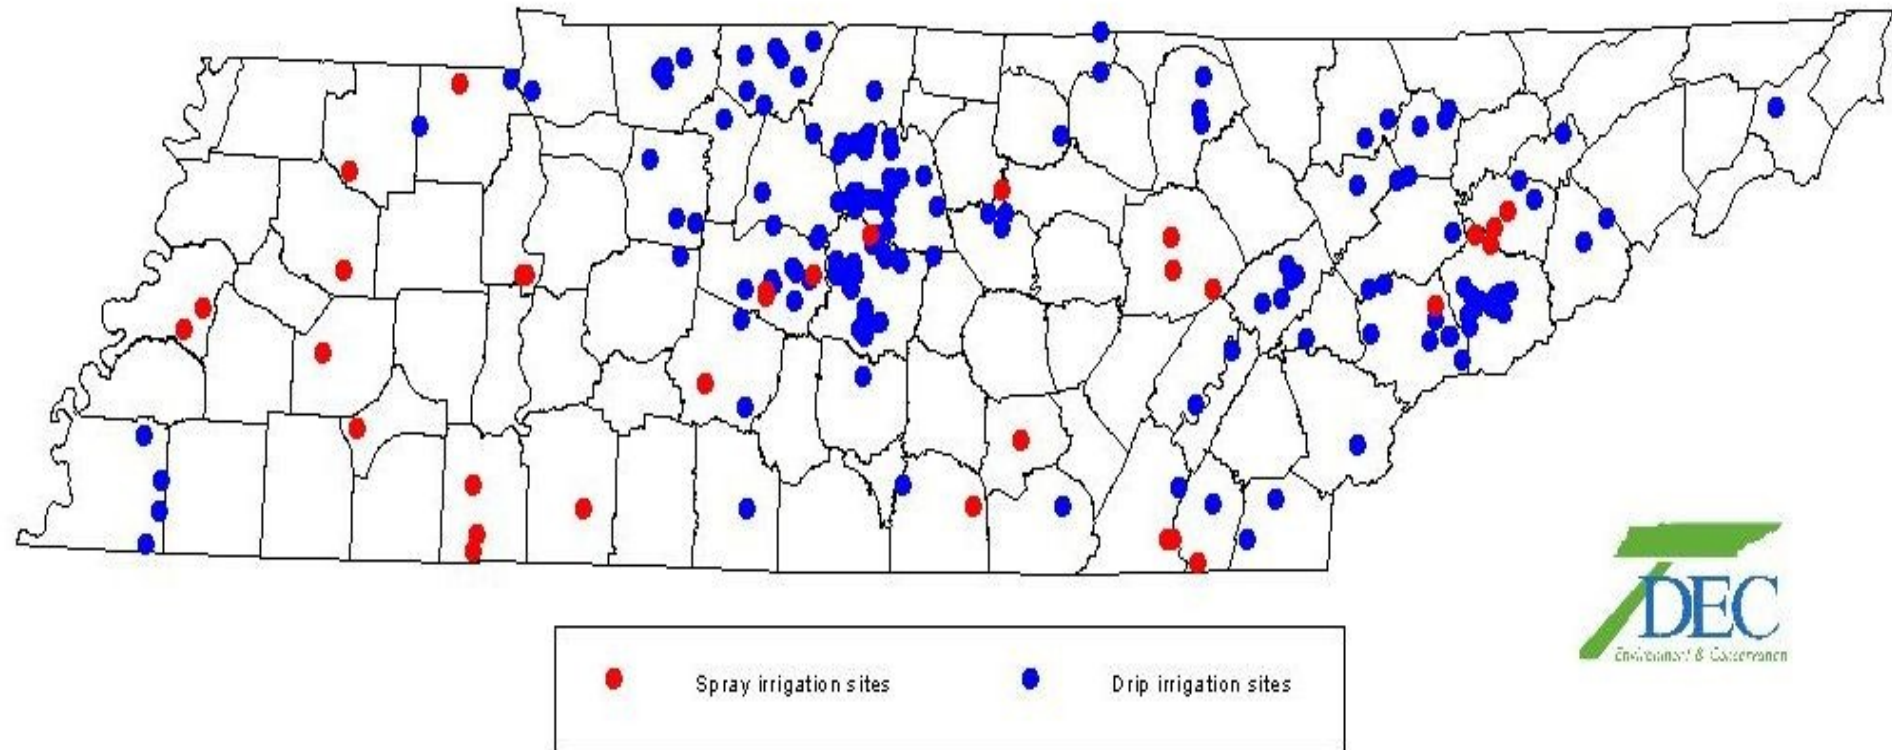 Spray irrigation sites
Drip irrigation sites
DEC
Environment & Conservation